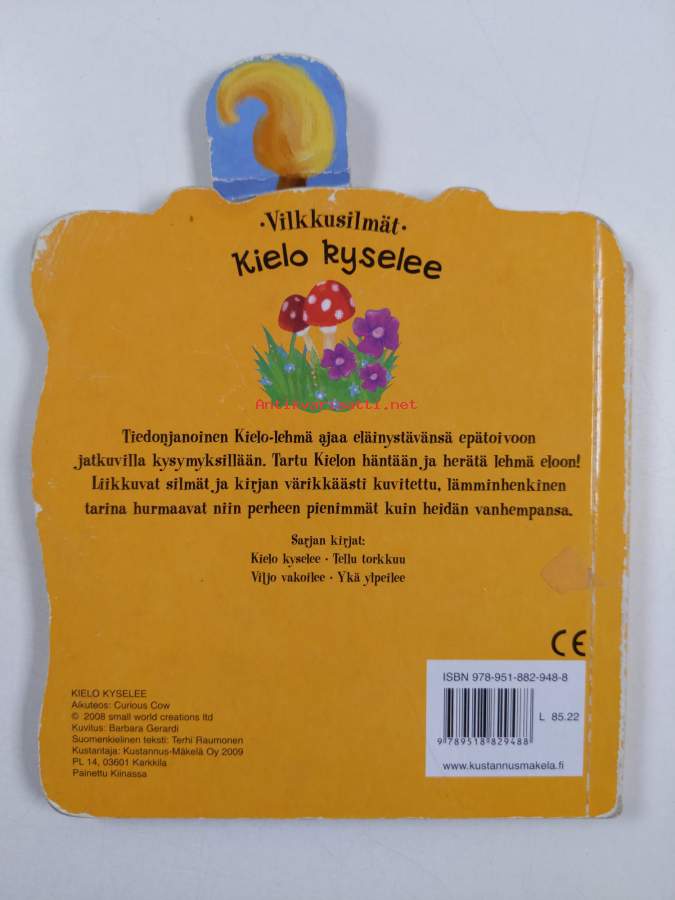 ·Vilkkusilmät·
Kielo kyselee
Antikvariaatti.net
Tiedonjanoinen Kielo-lehmä ajaa eläinystävänsä epätoivoon
jatkuvilla kysymyksillään. Tartu Kielon häntään ja herätä lehmä eloon!
Liikkuvat silmät ja kirjan värikkäästi kuvitettu, lämminhenkinen
tarina hurmaavat niin perheen pienimmät kuin heidän vanhempansa.
Sarjan kirjat:
Kielo kyselee · Tellu torkkuu
Viljo vakoilee · Ykä ylpeilee
CE
ISBN 978-951-882-948-8
L 85.22
9 789518 829488
www.kustannusmakela.fi
KIELO KYSELEE
Alkuteos: Curious Cow
© 2008 small world creations ltd
Kuvitus: Barbara Gerardi
Suomenkielinen teksti: Terhi Raumonen
Kustantaja: Kustannus-Mäkelä Oy 2009
PL 14, 03601 Karkkila
Painettu Kiinassa